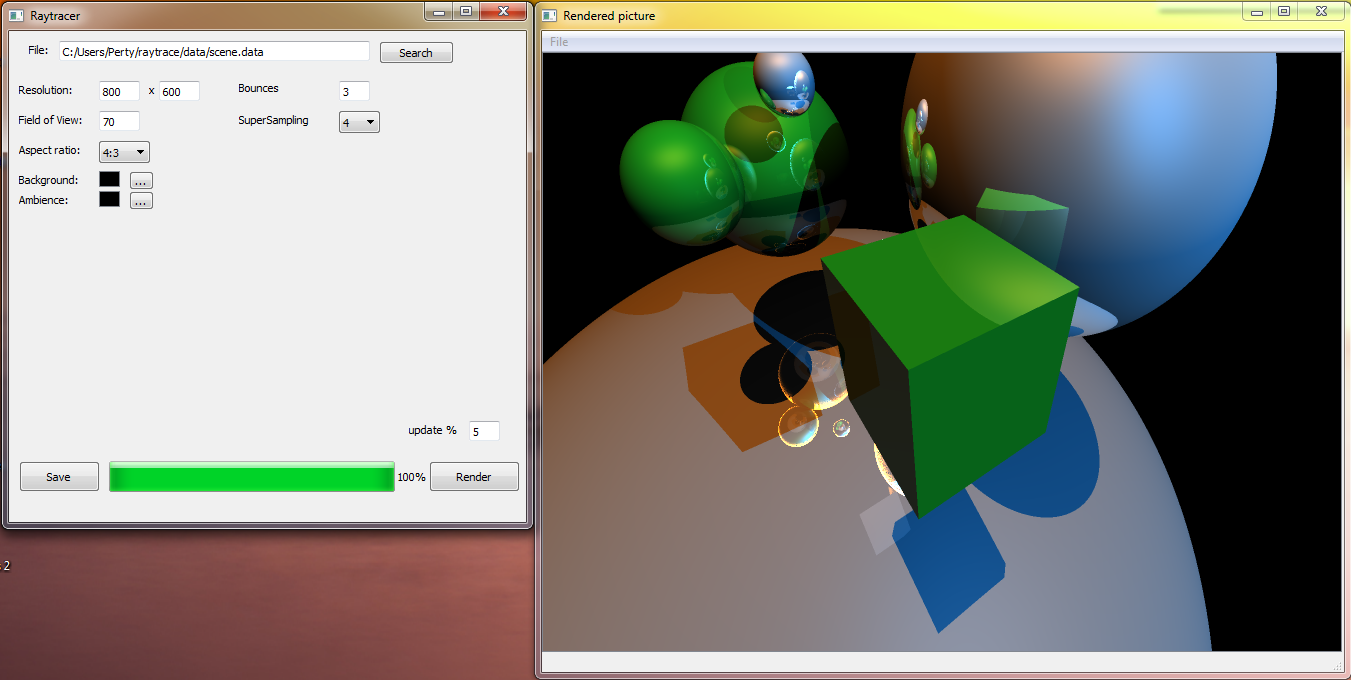 Raytracer
File: C:/Users/Perty/raytrace/data/scene.data Search
Resolution: 800 x 600 Bounces 3
Field of View: 70 SuperSampling 4
Aspect ratio: 4:3
Background: ...
Ambience: ...
update % 5
Save 100% Render
2
Rendered picture
File